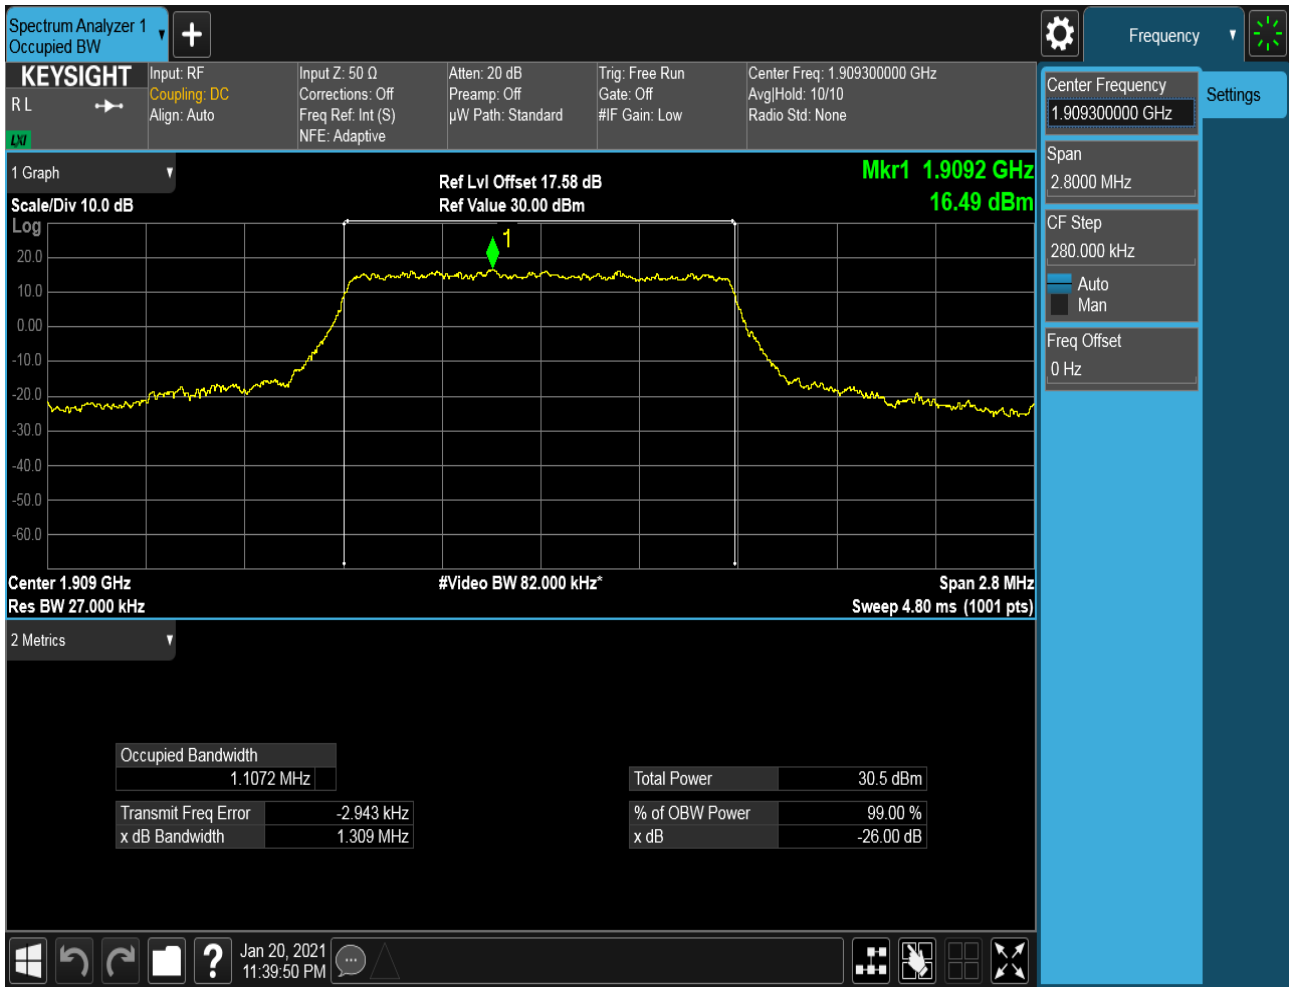 Spectrum Analyzer 1
Occupied BW
Frequency
KEYSIGHT
R L
LXI
Input: RF
Coupling: DC
Align: Auto
Input Z: 50 Ω
Corrections: Off
Freq Ref: Int (S)
NFE: Adaptive
Atten: 20 dB
Preamp: Off
µW Path: Standard
Trig: Free Run
Gate: Off
#IF Gain: Low
Center Freq: 1.909300000 GHz
Avg|Hold: 10/10
Radio Std: None
Center Frequency
1.909300000 GHz
Settings
Span
2.8000 MHz
CF Step
280.000 kHz
Auto
Man
Freq Offset
0 Hz
1 Graph
Scale/Div 10.0 dB
Ref Lvl Offset 17.58 dB
Ref Value 30.00 dBm
Mkr1 1.9092 GHz
16.49 dBm
Log
1
20.0
10.0
0.00
-10.0
-20.0
-30.0
-40.0
-50.0
-60.0
Center 1.909 GHz
#Video BW 82.000 kHz*
Span 2.8 MHz
Res BW 27.000 kHz
Sweep 4.80 ms (1001 pts)
2 Metrics
Occupied Bandwidth
1.1072 MHz
Total Power 30.5 dBm
Transmit Freq Error -2.943 kHz
% of OBW Power 99.00 %
x dB Bandwidth 1.309 MHz
x dB -26.00 dB
?
Jan 20, 2021
11:39:50 PM